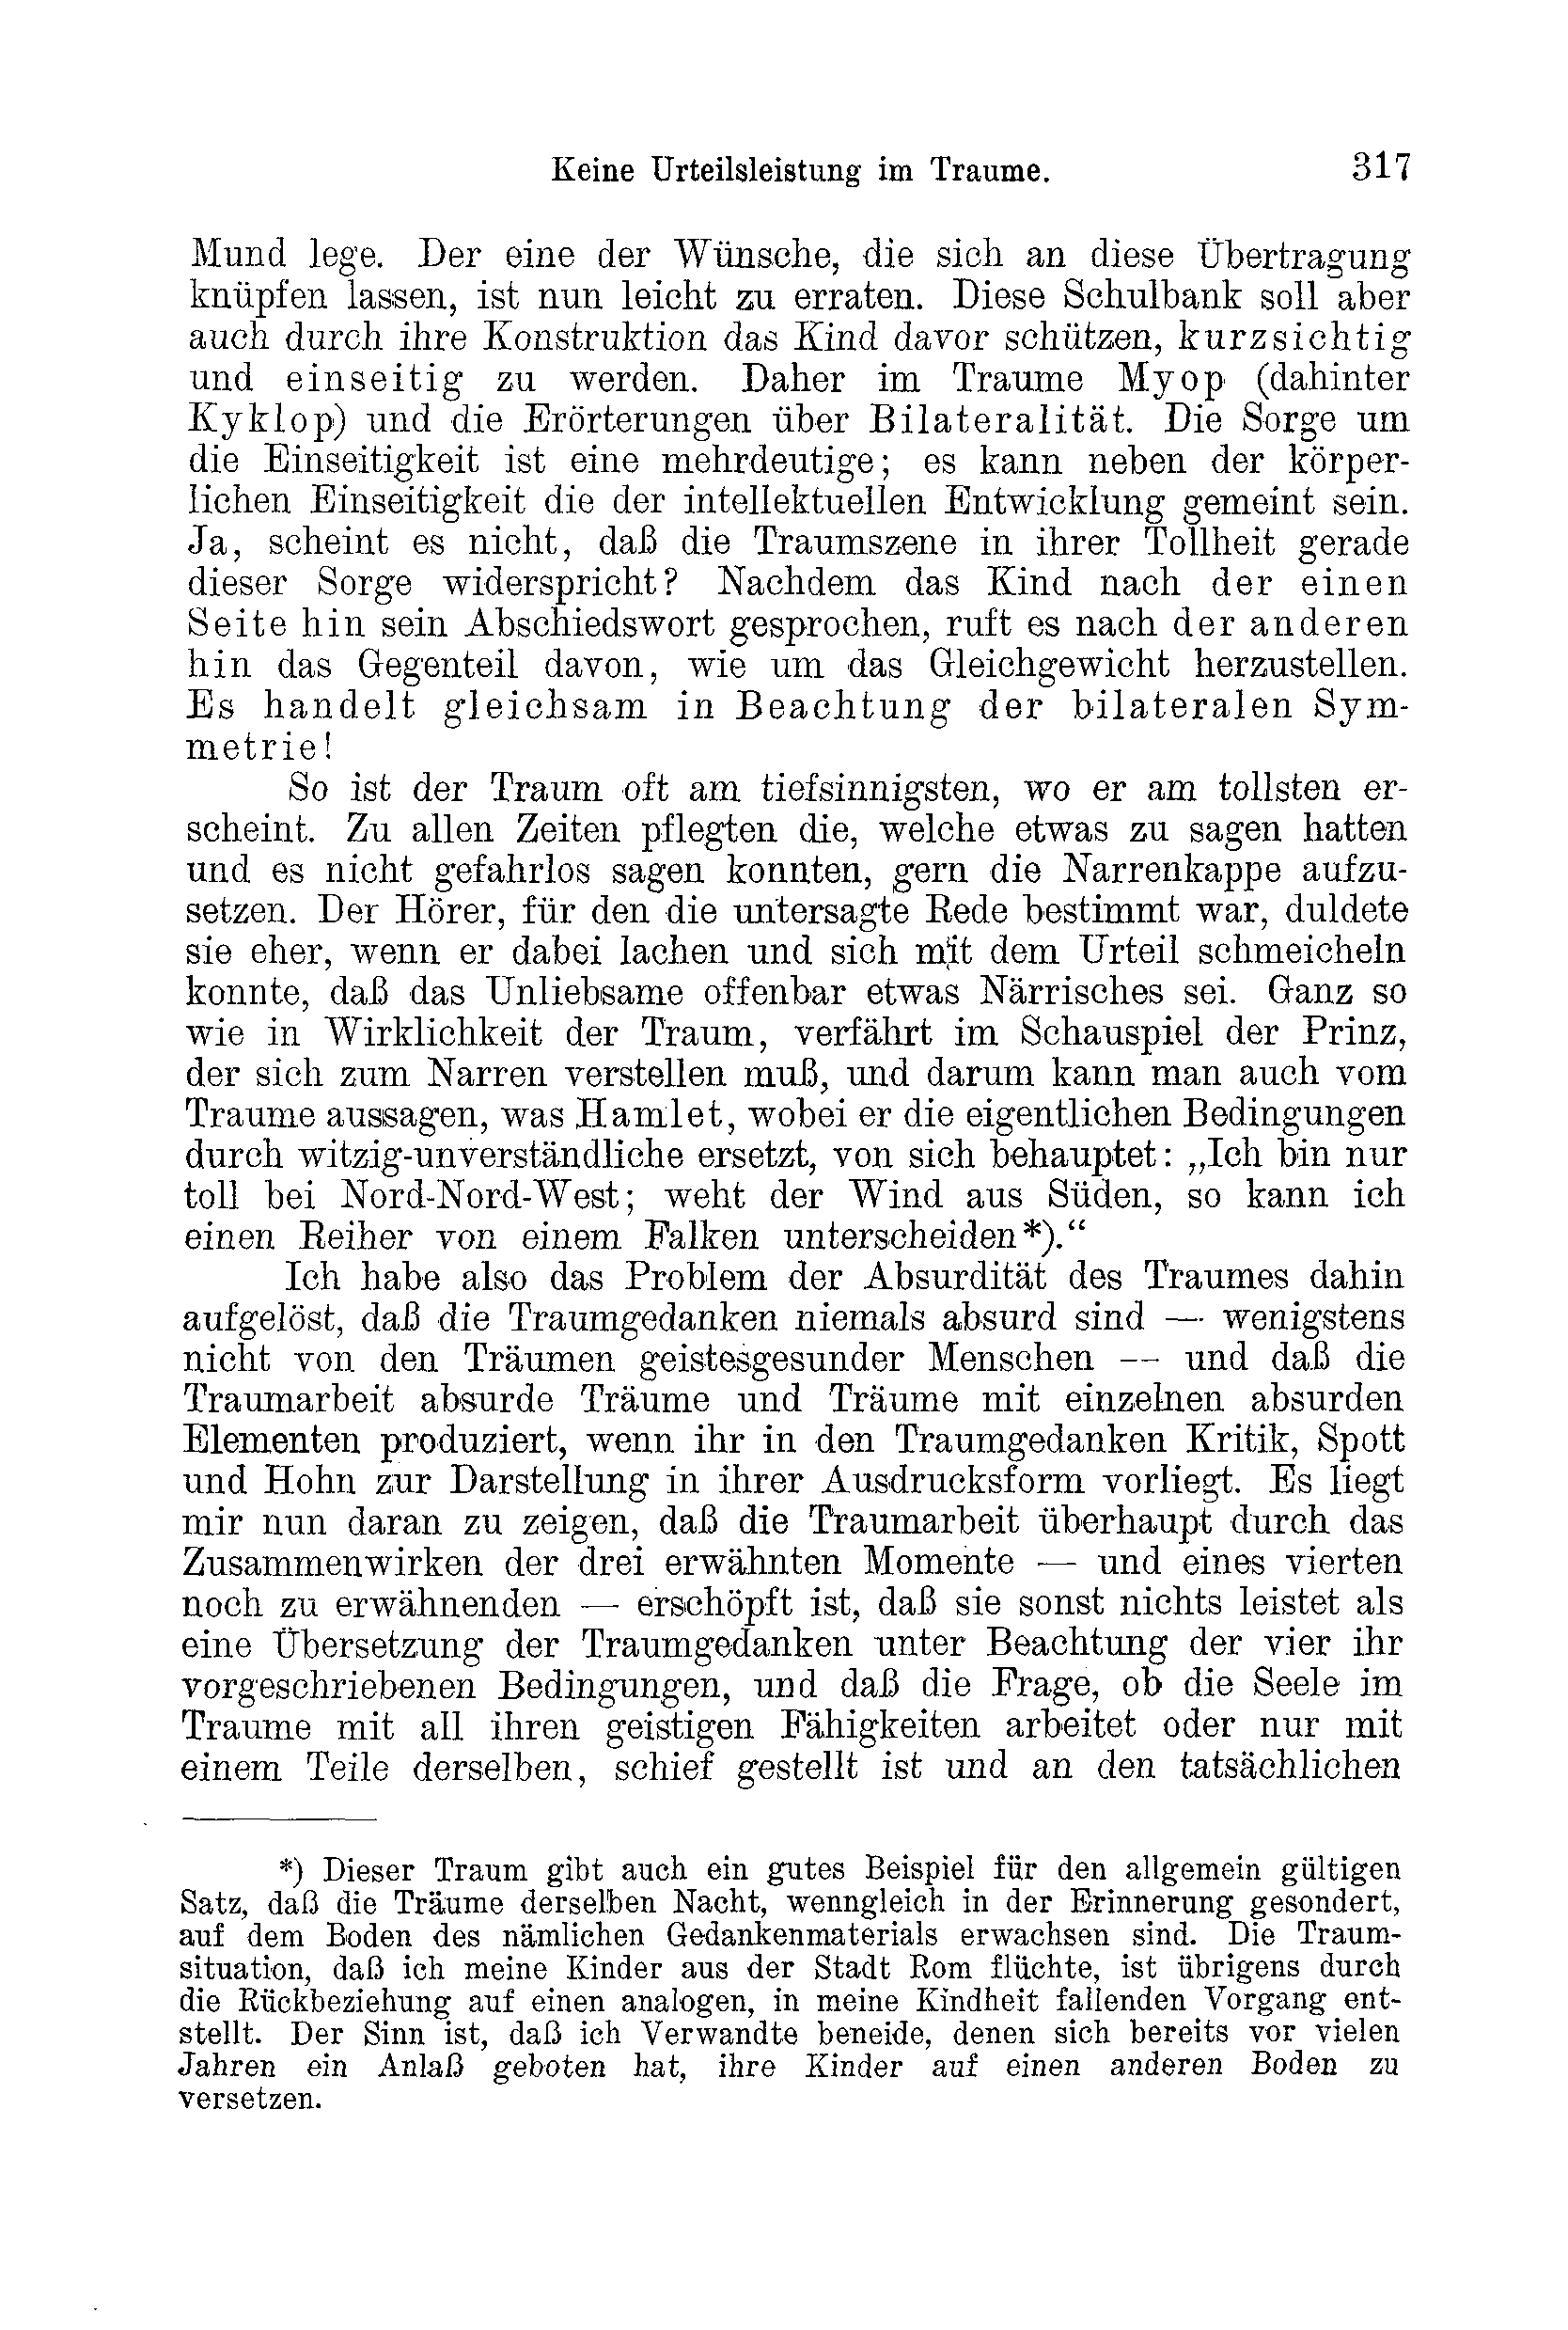 Keine Urteilsleistung im Traume. 317
Mund lege. Der eine der Wünsche, die sich an diese Übertragung
knüpfen lassen, ist nun leicht zu erraten. Diese Schulbank soll aber
auch durch ihre Konstruktion das Kind davor schützen, kurzsichtig
und einseitig zu werden. Daher im Traume Myop (dahinter
Kyklop) und die Erörterungen über Bilateralität. Die Sorge um
die Einseitigkeit ist eine mehrdeutige; es kann neben der körper-
lichen Einseitigkeit die der intellektuellen Entwicklung gemeint sein.
Ja, scheint es nicht, daß die Traumszene in ihrer Tollheit gerade
dieser Sorge widerspricht? Nachdem das Kind nach der einen
Seite hin sein Abschiedswort gesprochen, ruft es nach der anderen
hin das Gegenteil davon, wie um das Gleichgewicht herzustellen.
Es handelt gleichsam in Beachtung der bilateralen Sym-
metrie!
So ist der Traum oft am tiefsinnigsten, wo er am tollsten er-
scheint. Zu allen Zeiten pflegten die, welche etwas zu sagen hatten
und es nicht gefahrlos sagen konnten, gern die Narrenkappe aufzu-
setzen. Der Hörer, für den die untersagte Rede bestimmt war, duldete
sie eher, wenn er dabei lachen und sich mit dem Urteil schmeicheln
konnte, daß das Unliebsame offenbar etwas Närrisches sei. Ganz so
wie in Wirklichkeit der Traum, verfährt im Schauspiel der Prinz,
der sich zum Narren verstellen muß, und darum kann man auch vom
Traume aussagen, was Hamlet, wobei er die eigentlichen Bedingungen
durch witzig-unverständliche ersetzt, von sich behauptet: „Ich bin nur
toll bei Nord-Nord-West; weht der Wind aus Süden, so kann ich
einen Reiher von einem Falken unterscheiden*).“
Ich habe also das Problem der Absurdität des Traumes dahin
aufgelöst, daß die Traumgedanken niemals absurd sind — wenigstens
nicht von den Träumen geistesgesunder Menschen — und daß die
Traumarbeit absurde Träume und Träume mit einzelnen absurden
Elementen produziert, wenn ihr in den Traumgedanken Kritik, Spott
und Hohn zur Darstellung in ihrer Ausdrucksform vorliegt. Es liegt
mir nun daran zu zeigen, daß die Traumarbeit überhaupt durch das
Zusammenwirken der drei erwähnten Momente — und eines vierten
noch zu erwähnenden — erschöpft ist, daß sie sonst nichts leistet als
eine Übersetzung der Traumgedanken unter Beachtung der vier ihr
vorgeschriebenen Bedingungen, und daß die Frage, ob die Seele im
Traume mit all ihren geistigen Fähigkeiten arbeitet oder nur mit
einem Teile derselben, schief gestellt ist und an den tatsächlichen
*) Dieser Traum gibt auch ein gutes Beispiel für den allgemein gültigen
Satz, daß die Träume derselben Nacht, wenngleich in der Erinnerung gesondert,
auf dem Boden des nämlichen Gedankenmaterials erwachsen sind. Die Traum-
situation, daß ich meine Kinder aus der Stadt Rom flüchte, ist übrigens durch
die Rückbeziehung auf einen analogen, in meine Kindheit fallenden Vorgang ent-
stellt. Der Sinn ist, daß ich Verwandte beneide, denen sich bereits vor vielen
Jahren ein Anlaß geboten hat, ihre Kinder auf einen anderen Boden zu
versetzen.